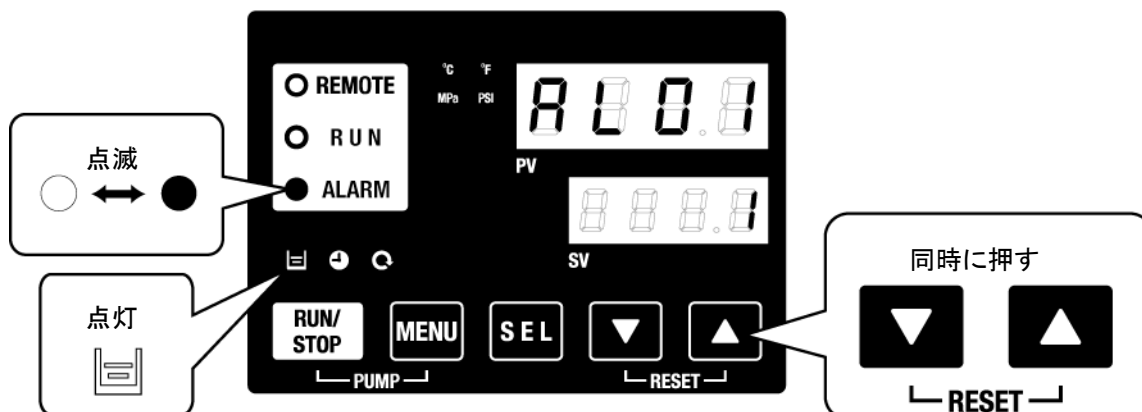 REMOTE
RUN
ALARM
°C °F
MPa PSI
AL01
PV
1
SV
点滅
点灯
RUN/
STOP
MENU
SEL
PUMP
RESET
同時に押す
RESET